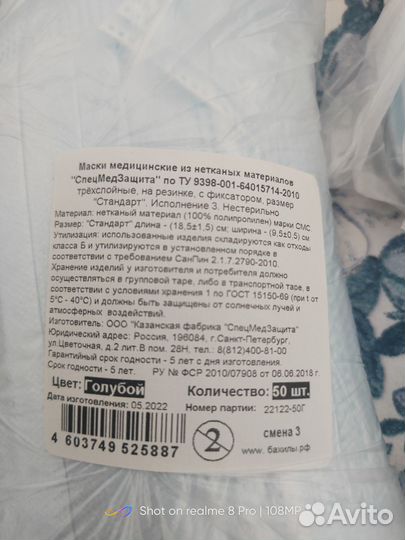 Маски медицинские из нетканых материалов
"СпецМедЗащита" по ТУ 9398-001-64015714-2010
трёхслойные, на резинке, с фиксатором, размер
"Стандарт". Исполнение 3. Нестерильно
Материал: нетканый материал (100% полипропилен) марки СМС
Размер: "Стандарт" длина - (18,5±1,5) см; ширина - (9,5±0,5) см
Утилизация: использованные изделия складируются как отходы
класса Б и утилизируются в установленном порядке в
соответствии с требованием СанПин 2.1.7.2790-2010.
Хранение изделий у изготовителя и потребителя должно
осуществляться в групповой таре, либо в транспортной таре, в
соответствии с условиями хранения 1 по ГОСТ 15150-69 (при t от
5°С - 40°С) и должны быть защищены от солнечных лучей и
атмосферных воздействий.
Изготовитель: ООО "Казанская фабрика "СпецМедЗащита"
Юридический адрес: Россия, 196084, г.Санкт-Петербург,
ул.Цветочная, д.2 лит.В пом. 28Н, тел.: 8(812)400-81-00
Гарантийный срок годности - 5 лет с дня изготовления.
Срок годности - 5 лет. РУ № ФСР 2010/07908 от 06.06.2018 г.
Цвет: Голубой Количество: 50 шт.
Дата изготовления: 05.2022 Номер партии: 22122-50Г
2 смена 3
4 603749 525887 www.бахилы.рф
Shot on realme 8 Pro | 108MP
Avito